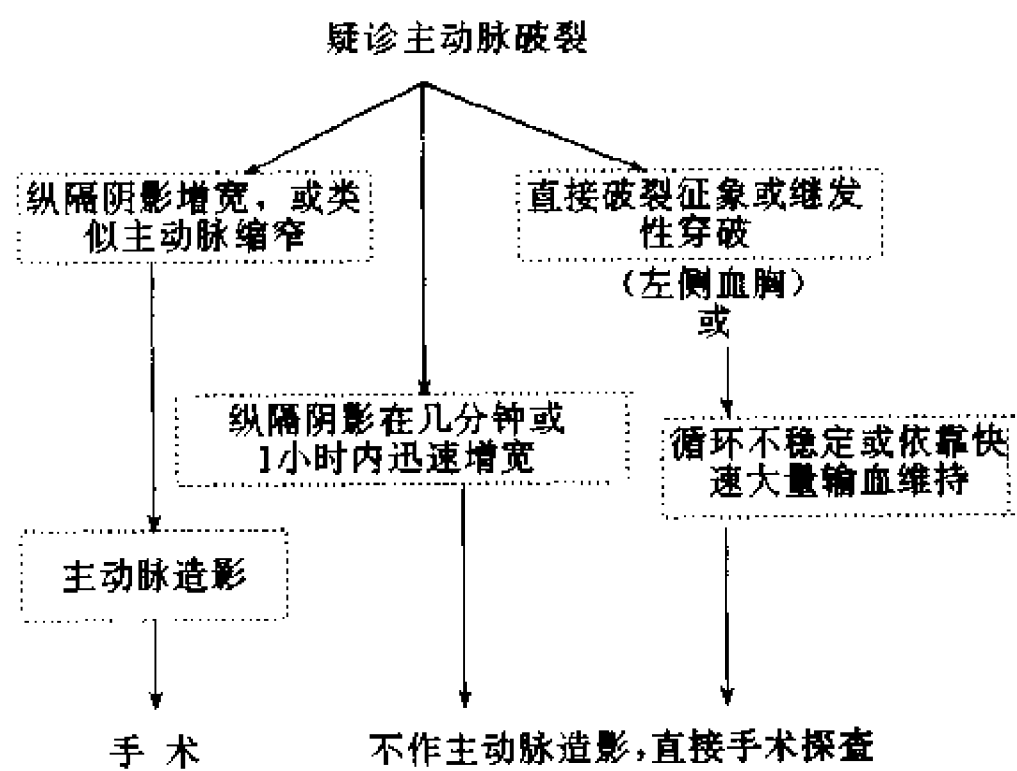 疑诊主动脉破裂
纵隔阴影增宽，或类
似主动脉缩窄
直接破裂征象或继发
性穿破
（左侧血胸）
或
纵隔阴影在几分钟或
1小时内迅速增宽
循环不稳定或依靠快
速大量输血维持
主动脉造影
手术
不作主动脉造影，直接手术探查